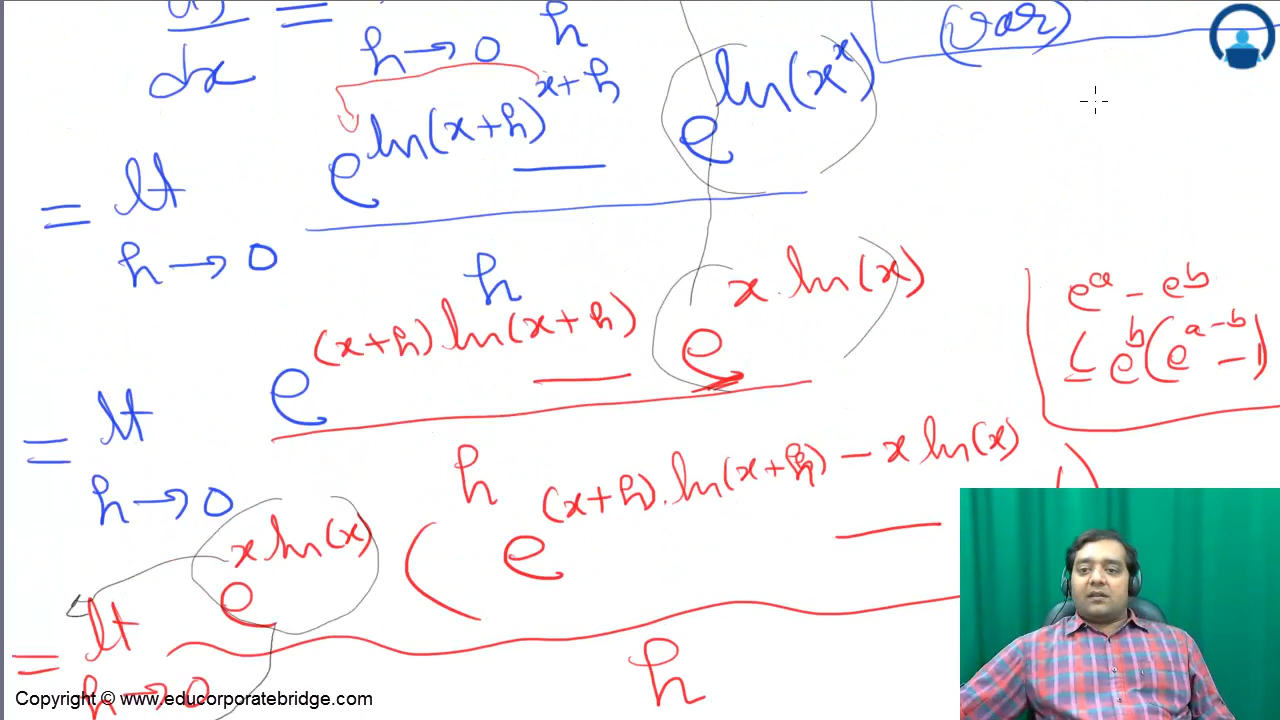 dy/dx = h→0 h
(var)
= lt h→0 (e^{ln(x+h)^{x+h}} — e^{ln(x^x)}) / h
= lt h→0 (e^{(x+h) ln(x+h)} — e^{x.ln(x)}) / h
e^a - e^b
= e^b(e^{a-b} -1)
= lt h→0 e^{x ln(x)} (e^{(x+h).ln(x+h) - x ln(x)} — ) / h
Copyright © www.educorporatebridge.com